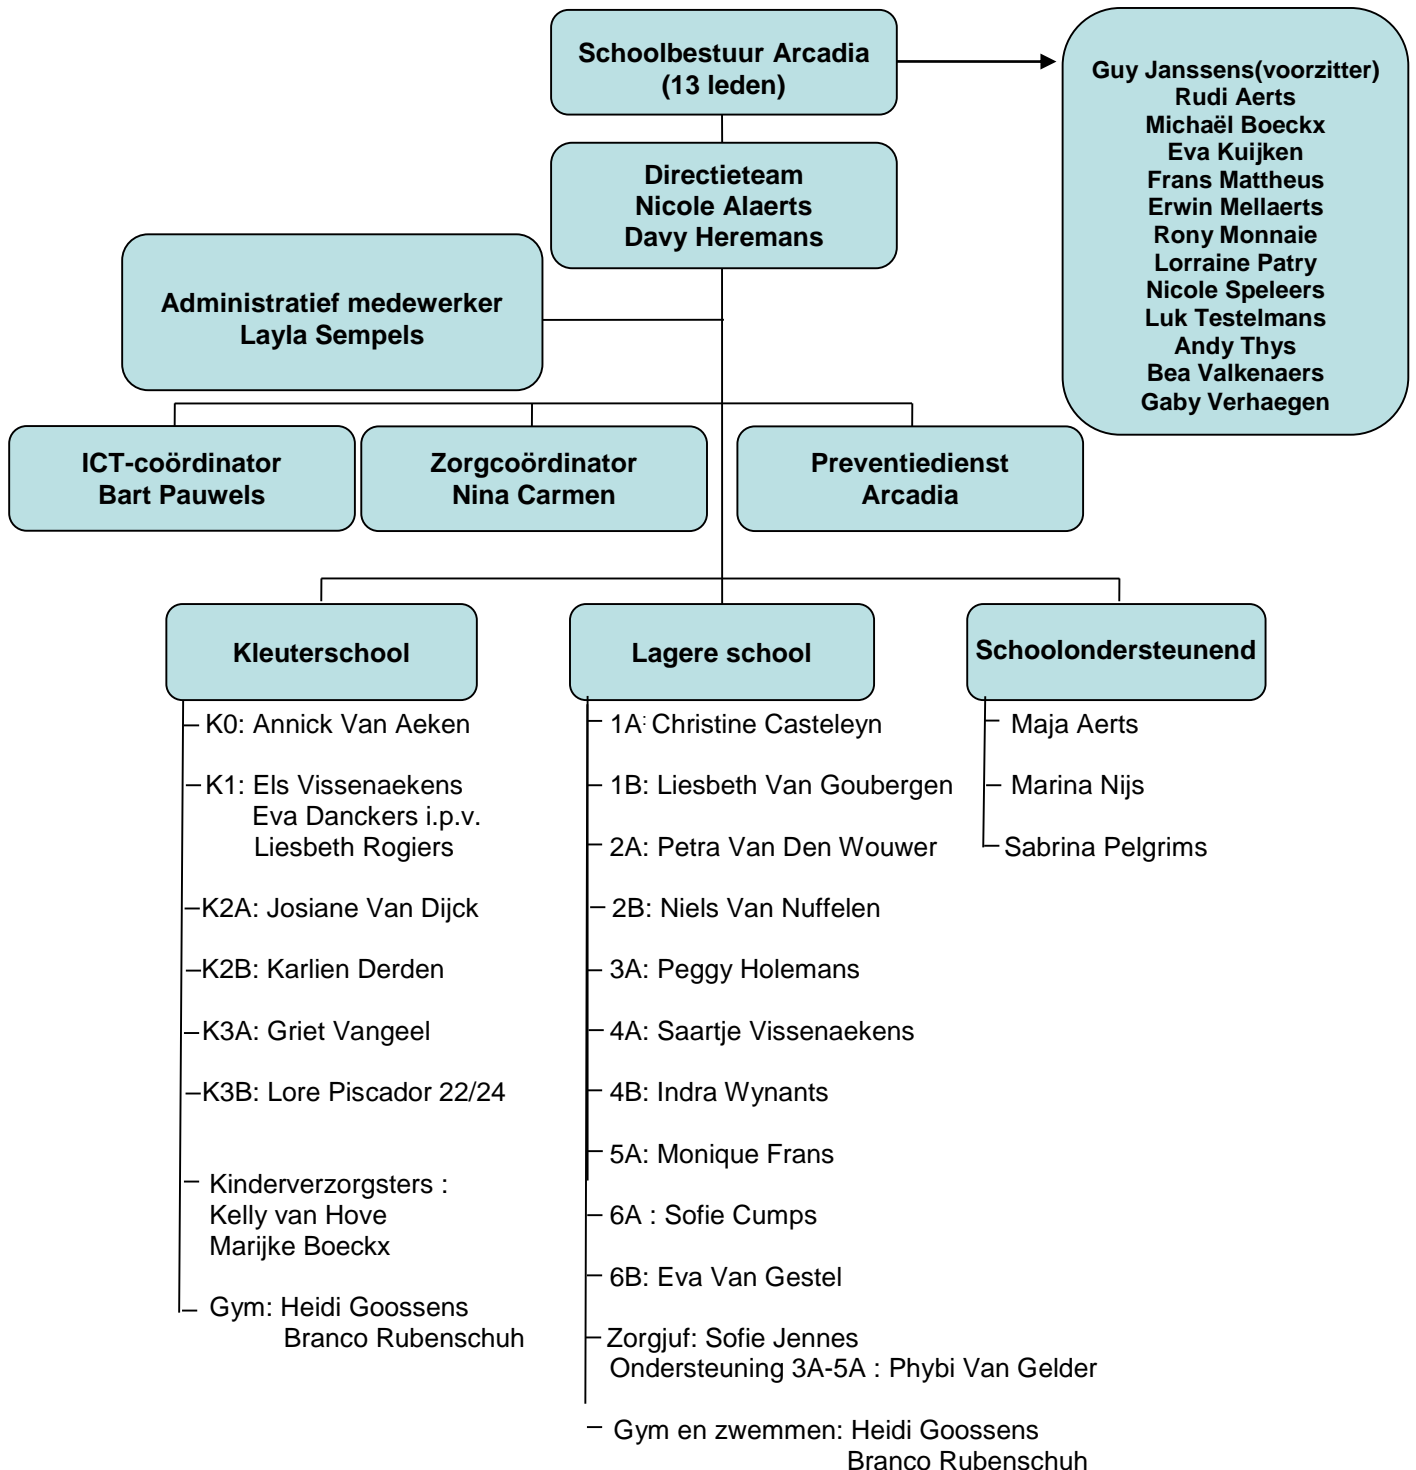 Schoolbestuur Arcadia
(13 leden)
Guy Janssens(voorzitter)
Rudi Aerts
Michaël Boeckx
Eva Kuijken
Frans Mattheus
Erwin Mellaerts
Rony Monnaie
Lorraine Patry
Nicole Speleers
Luk Testelmans
Andy Thys
Bea Valkenaers
Gaby Verhaegen
Directieteam
Nicole Alaerts
Davy Heremans
Administratief medewerker
Layla Sempels
ICT-coördinator
Bart Pauwels
Zorgcoördinator
Nina Carmen
Preventiedienst
Arcadia
Kleuterschool
K0: Annick Van Aeken
K1: Els Vissenaekens
Eva Danckers i.p.v.
Liesbeth Rogiers
K2A: Josiane Van Dijck
K2B: Karlien Derden
K3A: Griet Vangeel
K3B: Lore Piscador 22/24
Kinderverzorgsters :
Kelly van Hove
Marijke Boeckx
Gym: Heidi Goossens
Branco Rubenschuh
Lagere school
1A: Christine Casteleyn
1B: Liesbeth Van Goubergen
2A: Petra Van Den Wouwer
2B: Niels Van Nuffelen
3A: Peggy Holemans
4A: Saartje Vissenaekens
4B: Indra Wynants
5A: Monique Frans
6A : Sofie Cumps
6B: Eva Van Gestel
Zorgjuf: Sofie Jennes
Ondersteuning 3A-5A : Phybi Van Gelder
Gym en zwemmen: Heidi Goossens
Branco Rubenschuh
Schoolondersteunend
Maja Aerts
Marina Nijs
Sabrina Pelgrims